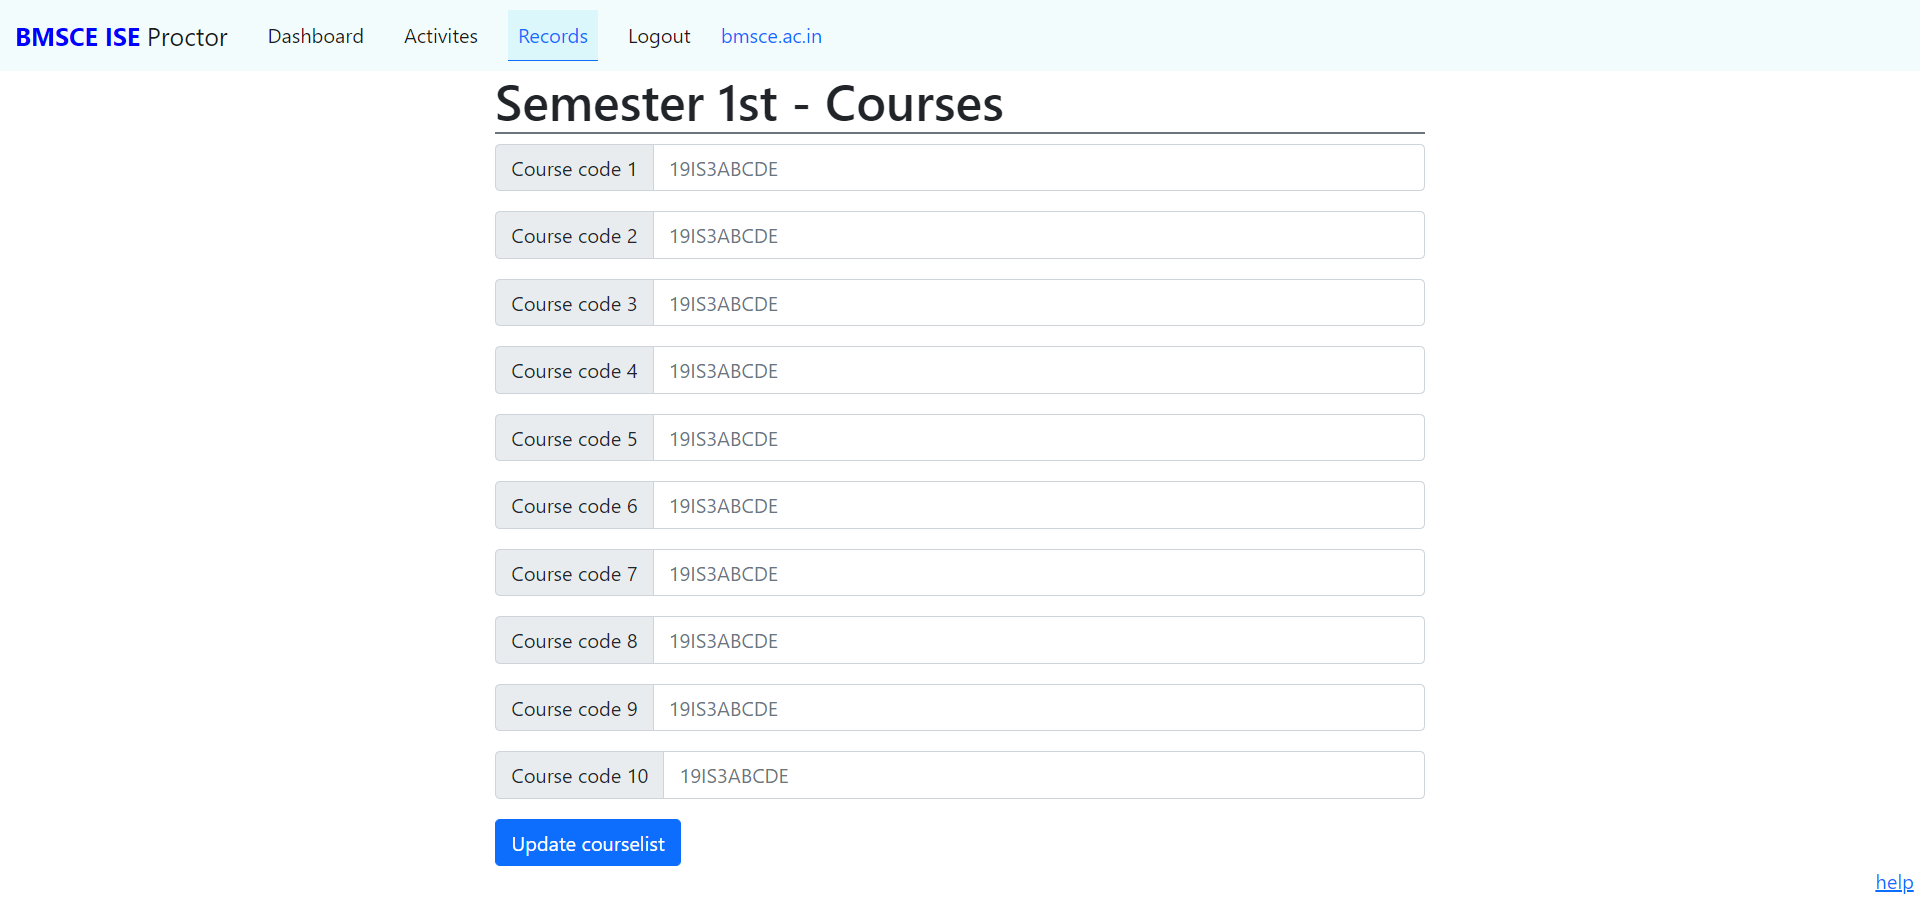 BMSCE ISE Proctor Dashboard Activites Records Logout bmsce.ac.in
Semester 1st - Courses
Course code 1 19IS3ABCDE
Course code 2 19IS3ABCDE
Course code 3 19IS3ABCDE
Course code 4 19IS3ABCDE
Course code 5 19IS3ABCDE
Course code 6 19IS3ABCDE
Course code 7 19IS3ABCDE
Course code 8 19IS3ABCDE
Course code 9 19IS3ABCDE
Course code 10 19IS3ABCDE
Update courselist
help